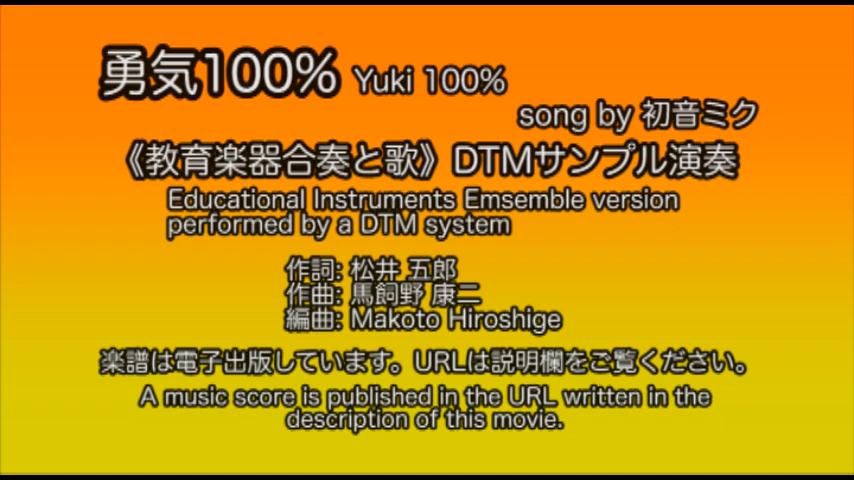 勇気100% Yuki 100%
song by 初音ミク
《教育楽器合奏と歌》DTMサンプル演奏
Educational Instruments Emsemble version
performed by a DTM system
作詞: 松井 五郎
作曲: 馬飼野 康二
編曲: Makoto Hiroshige
楽譜は電子出版しています。URLは説明欄をご覧ください。
A music score is published in the URL written in the
description of this movie.